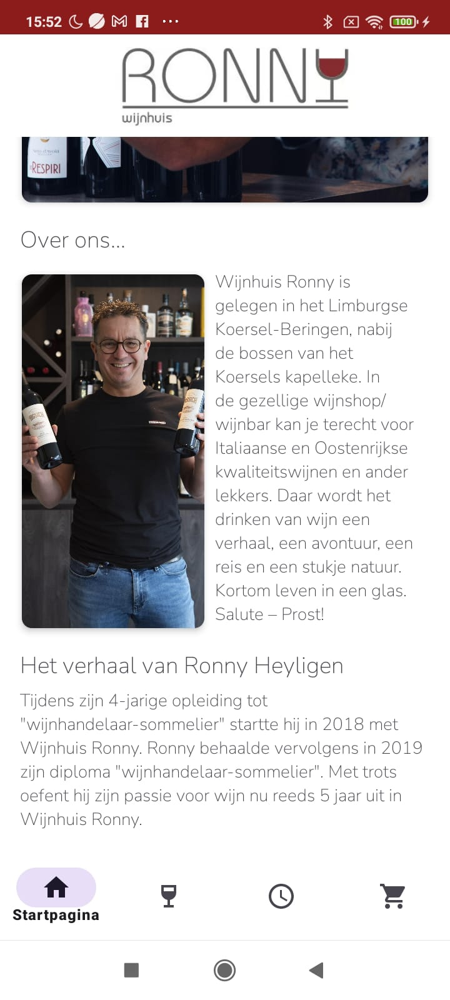 15:52
100
RONNY
wijnhuis
RESPIRI
Over ons...
Wijnhuis Ronny is
gelegen in het Limburgse
Koersel-Beringen, nabij
de bossen van het
Koersels kapelleke. In
de gezellige wijnshop/
wijnbar kan je terecht voor
Italiaanse en Oostenrijkse
kwaliteitswijnen en ander
lekkers. Daar wordt het
drinken van wijn een
verhaal, een avontuur, een
reis en een stukje natuur.
Kortom leven in een glas.
Salute – Prost!
Het verhaal van Ronny Heyligen
Tijdens zijn 4-jarige opleiding tot
"wijnhandelaar-sommelier" startte hij in 2018 met
Wijnhuis Ronny. Ronny behaalde vervolgens in 2019
zijn diploma "wijnhandelaar-sommelier". Met trots
oefent hij zijn passie voor wijn nu reeds 5 jaar uit in
Wijnhuis Ronny.
Startpagina